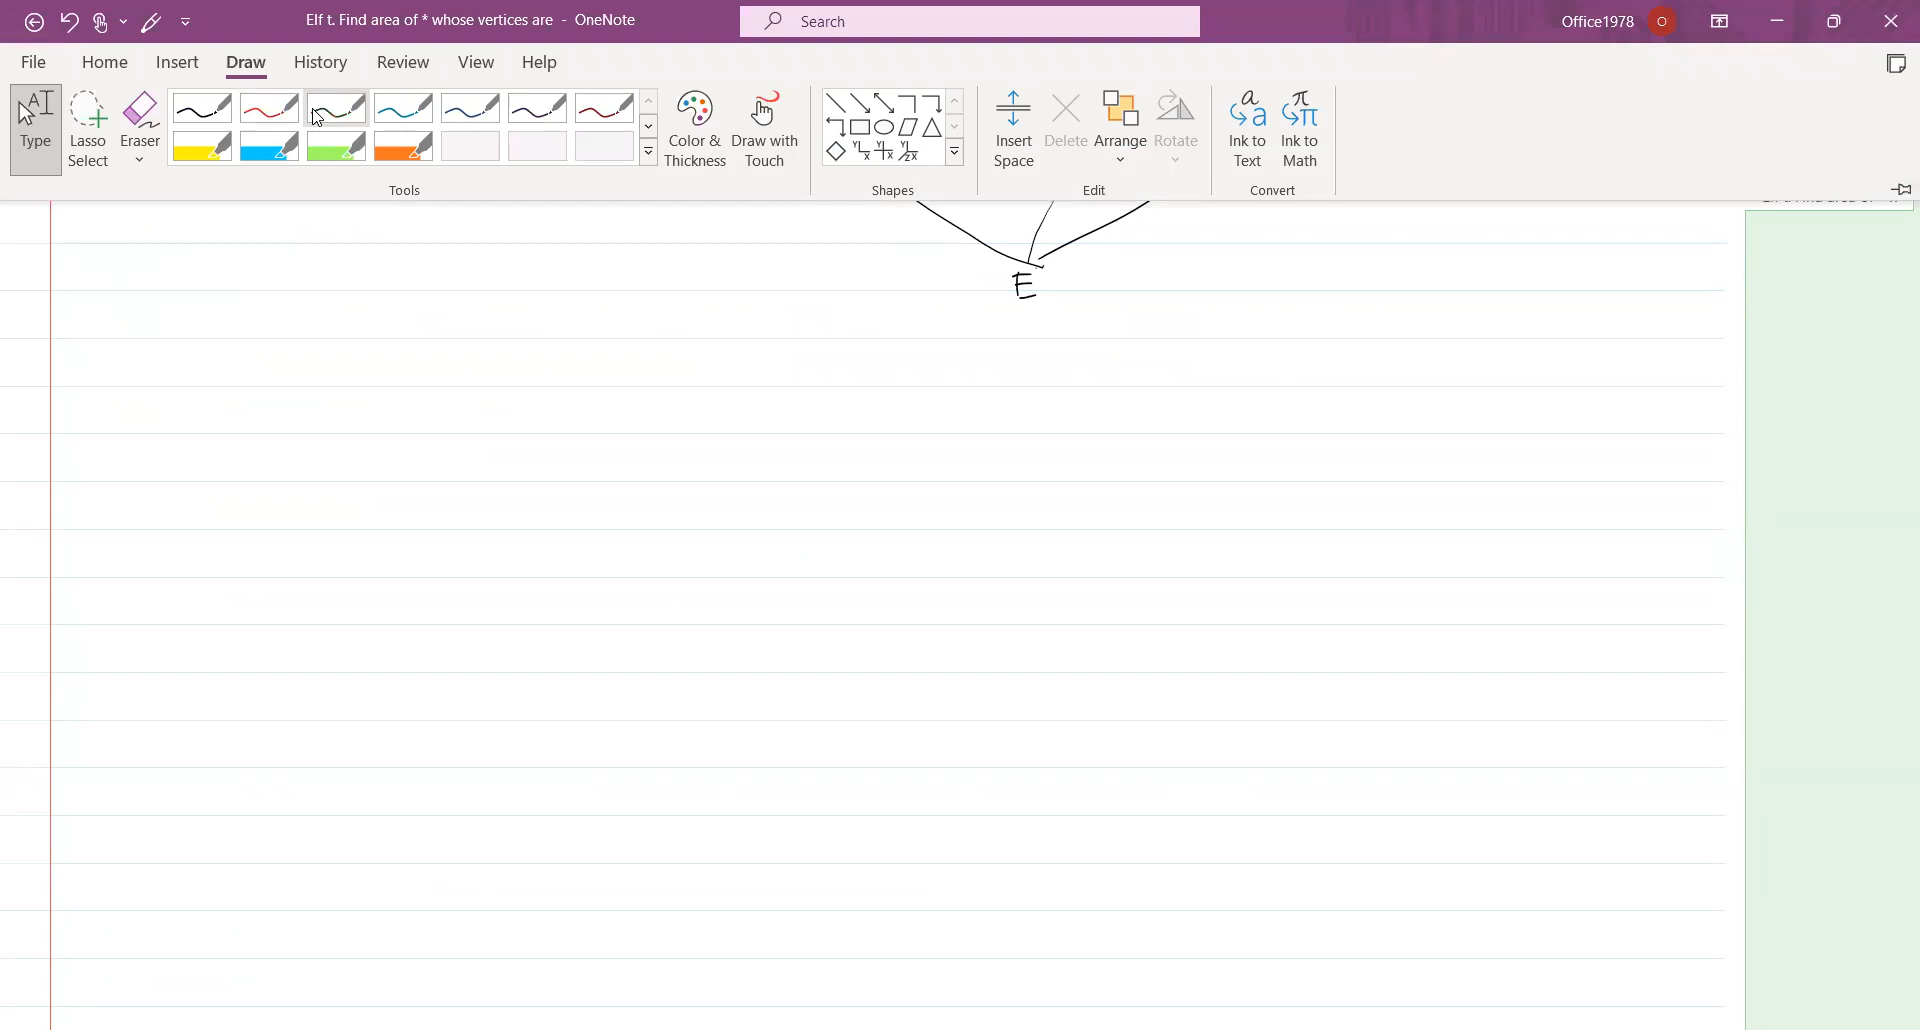 Elf t. Find area of * whose vertices are - OneNote
Search
Office1978
O
File Home Insert Draw History Review View Help
Type
Lasso Select
Eraser
Color & Thickness
Draw with Touch
Insert Space
Delete
Arrange
Rotate
Ink to Text
Ink to Math
Tools
Shapes
Edit
Convert
E